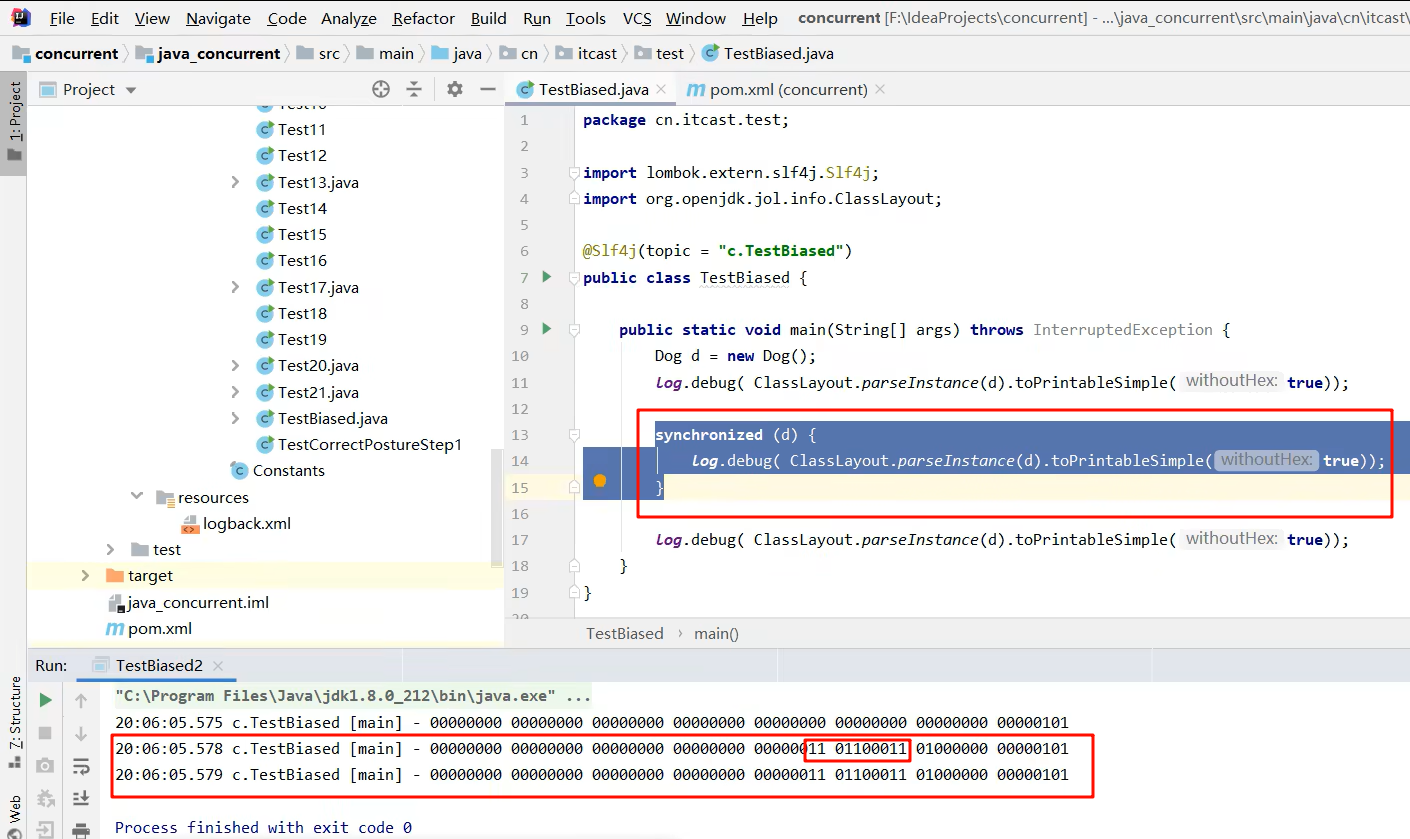 File Edit View Navigate Code Analyze Refactor Build Run Tools VCS Window Help concurrent [F:\IdeaProjects\concurrent] - ...\java_concurrent\src\main\java\cn\itcast\
concurrent java_concurrent src main java cn itcast test TestBiased.java
1: Project
Project
TestBiased.java
pom.xml (concurrent)
Test11
Test12
Test13.java
Test14
Test15
Test16
Test17.java
Test18
Test19
Test20.java
Test21.java
TestBiased.java
TestCorrectPostureStep1
Constants
resources
logback.xml
test
target
java_concurrent.iml
pom.xml
1 package cn.itcast.test;
2
3 import lombok.extern.slf4j.Slf4j;
4 import org.openjdk.jol.info.ClassLayout;
5
6 @Slf4j(topic = "c.TestBiased")
7 public class TestBiased {
8
9 public static void main(String[] args) throws InterruptedException {
10 Dog d = new Dog();
11 log.debug( ClassLayout.parseInstance(d).toPrintableSimple( withoutHex: true));
12
13 synchronized (d) {
14 log.debug( ClassLayout.parseInstance(d).toPrintableSimple( withoutHex: true));
15 }
16
17 log.debug( ClassLayout.parseInstance(d).toPrintableSimple( withoutHex: true));
18 }
19 }
TestBiased › main()
Run: TestBiased2
7: Structure
Web
"C:\Program Files\Java\jdk1.8.0_212\bin\java.exe" ...
20:06:05.575 c.TestBiased [main] - 00000000 00000000 00000000 00000000 00000000 00000000 00000000 00000101
20:06:05.578 c.TestBiased [main] - 00000000 00000000 00000000 00000000 00000011 01100011 01000000 00000101
20:06:05.579 c.TestBiased [main] - 00000000 00000000 00000000 00000000 00000011 01100011 01000000 00000101
Process finished with exit code 0